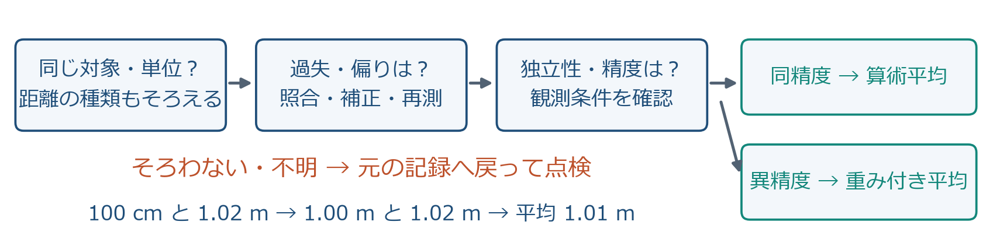 同じ対象・単位？
距離の種類もそろえる
過失・偏りは？
照合・補正・再測
独立性・精度は？
観測条件を確認
同精度 → 算術平均
異精度 → 重み付き平均
そろわない・不明 → 元の記録へ戻って点検
100 cm と 1.02 m → 1.00 m と 1.02 m → 平均 1.01 m